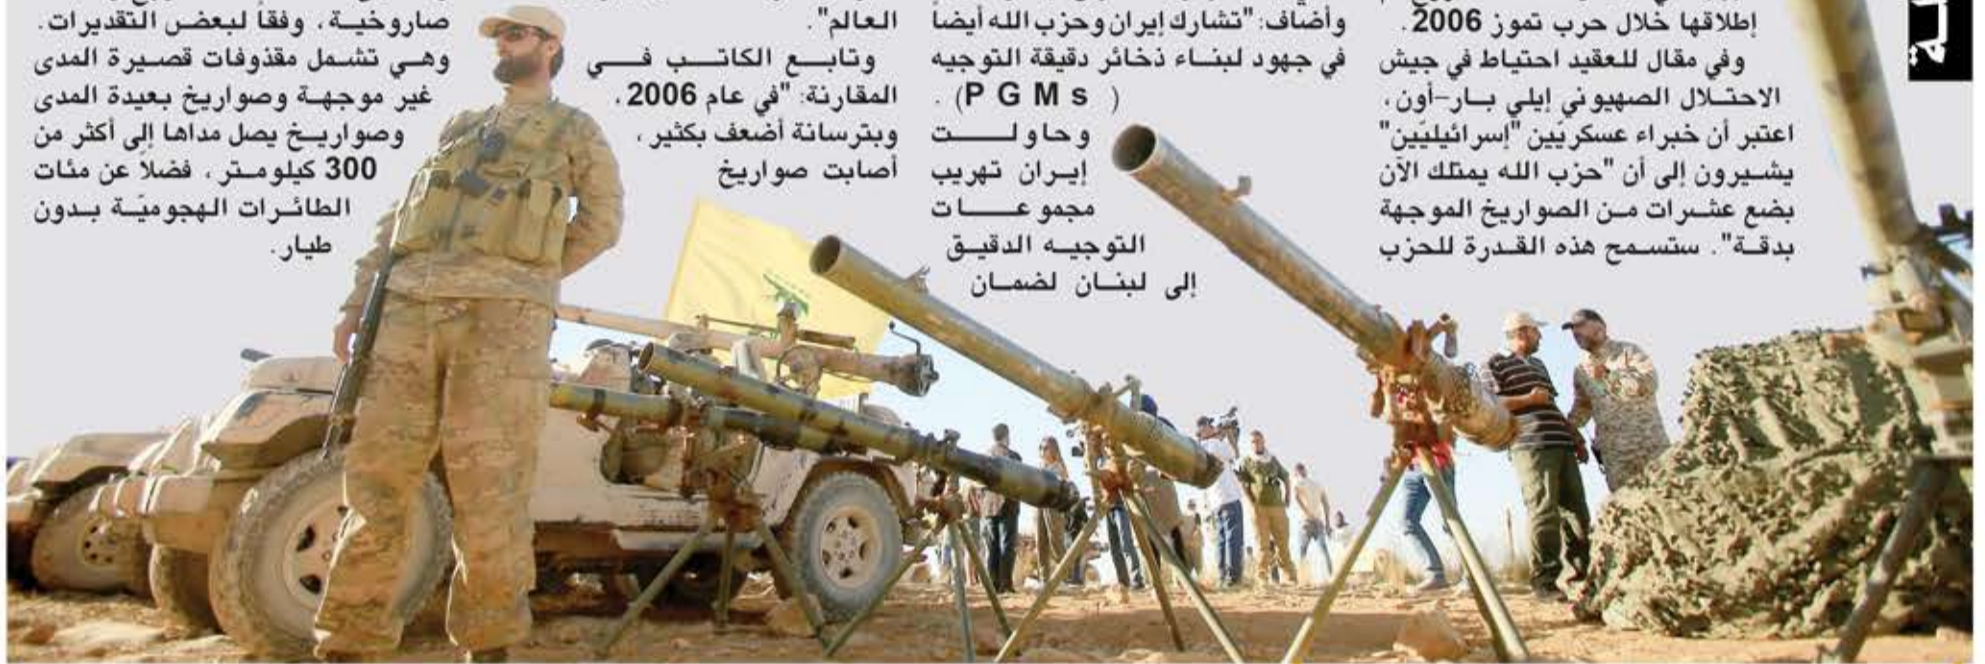 إطلاقها خلال حرب تموز 2006.
وفي مقال للعقيد احتياط في جيش
الاحتلال الصهيوني إيلي بار-أون،
اعتبر أن خبراء عسكريّين "إسرائيليّين"
يشيرون إلى أن "حزب الله يمتلك الآن
بضع عشرات من الصواريخ الموجهة
بدقة". ستسمح هذه القدرة للحزب
وأضاف: "تشارك إيران وحزب الله أيضاً
في جهود لبناء ذخائر دقيقة التوجيه
(PGMs).
وحاولت
إيران تهريب
مجموعات
التوجيه الدقيق
إلى لبنان لضمان
العالم".
وتابع الكاتب في
المقارنة: "في عام 2006،
وبترسانة أضعف بكثير،
أصابت صواريخ
صاروخية، وفقاً لبعض التقديرات.
وهي تشمل مقذوفات قصيرة المدى
غير موجهة وصواريخ بعيدة المدى
وصواريخ يصل مداها إلى أكثر من
300 كيلومتر، فضلاً عن مئات
الطائرات الهجوميّة بدون
طيار.